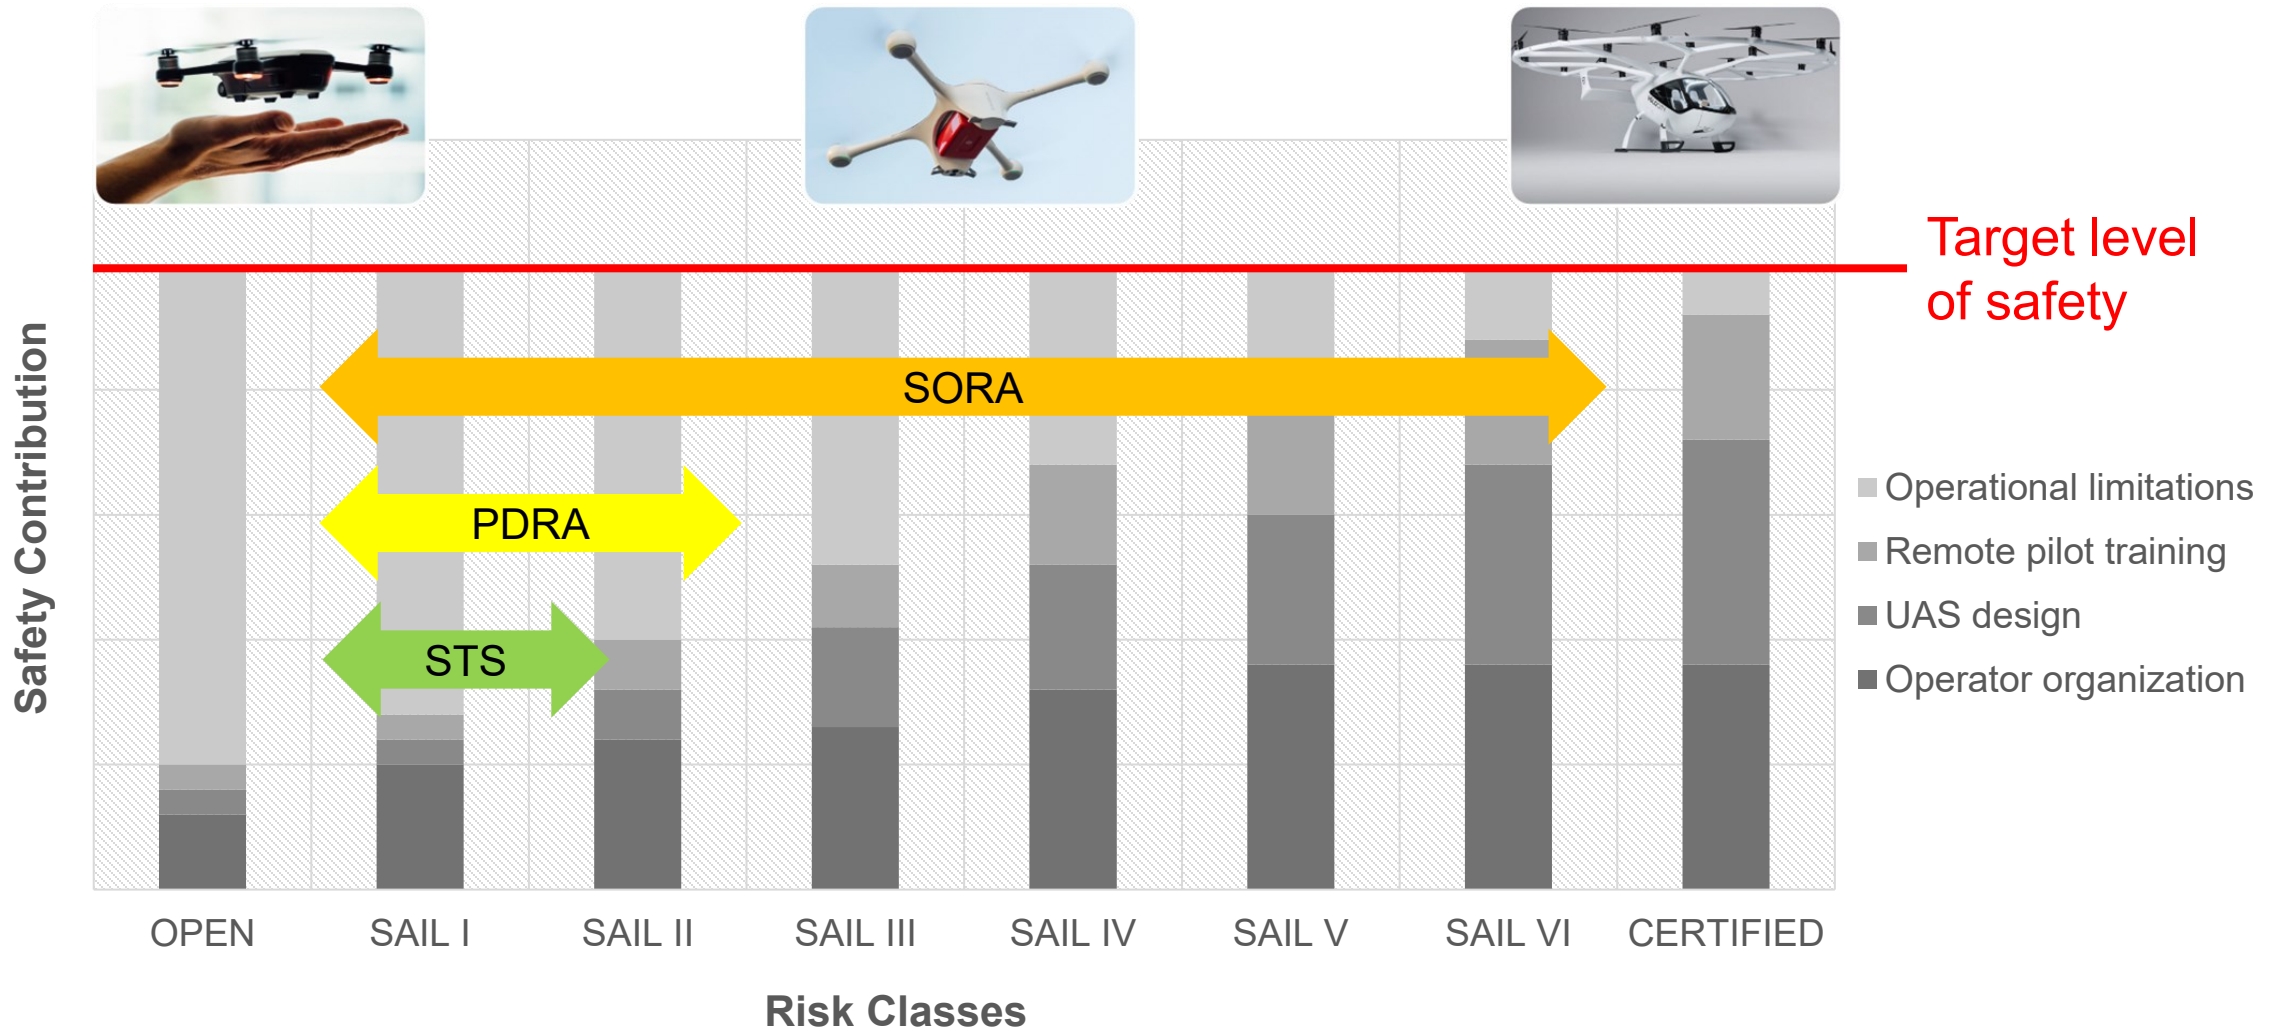 Target level
of safety
Safety Contribution
SORA
PDRA
STS
Operational limitations
Remote pilot training
UAS design
Operator organization
OPEN
SAIL I
SAIL II
SAIL III
SAIL IV
SAIL V
SAIL VI
CERTIFIED
Risk Classes